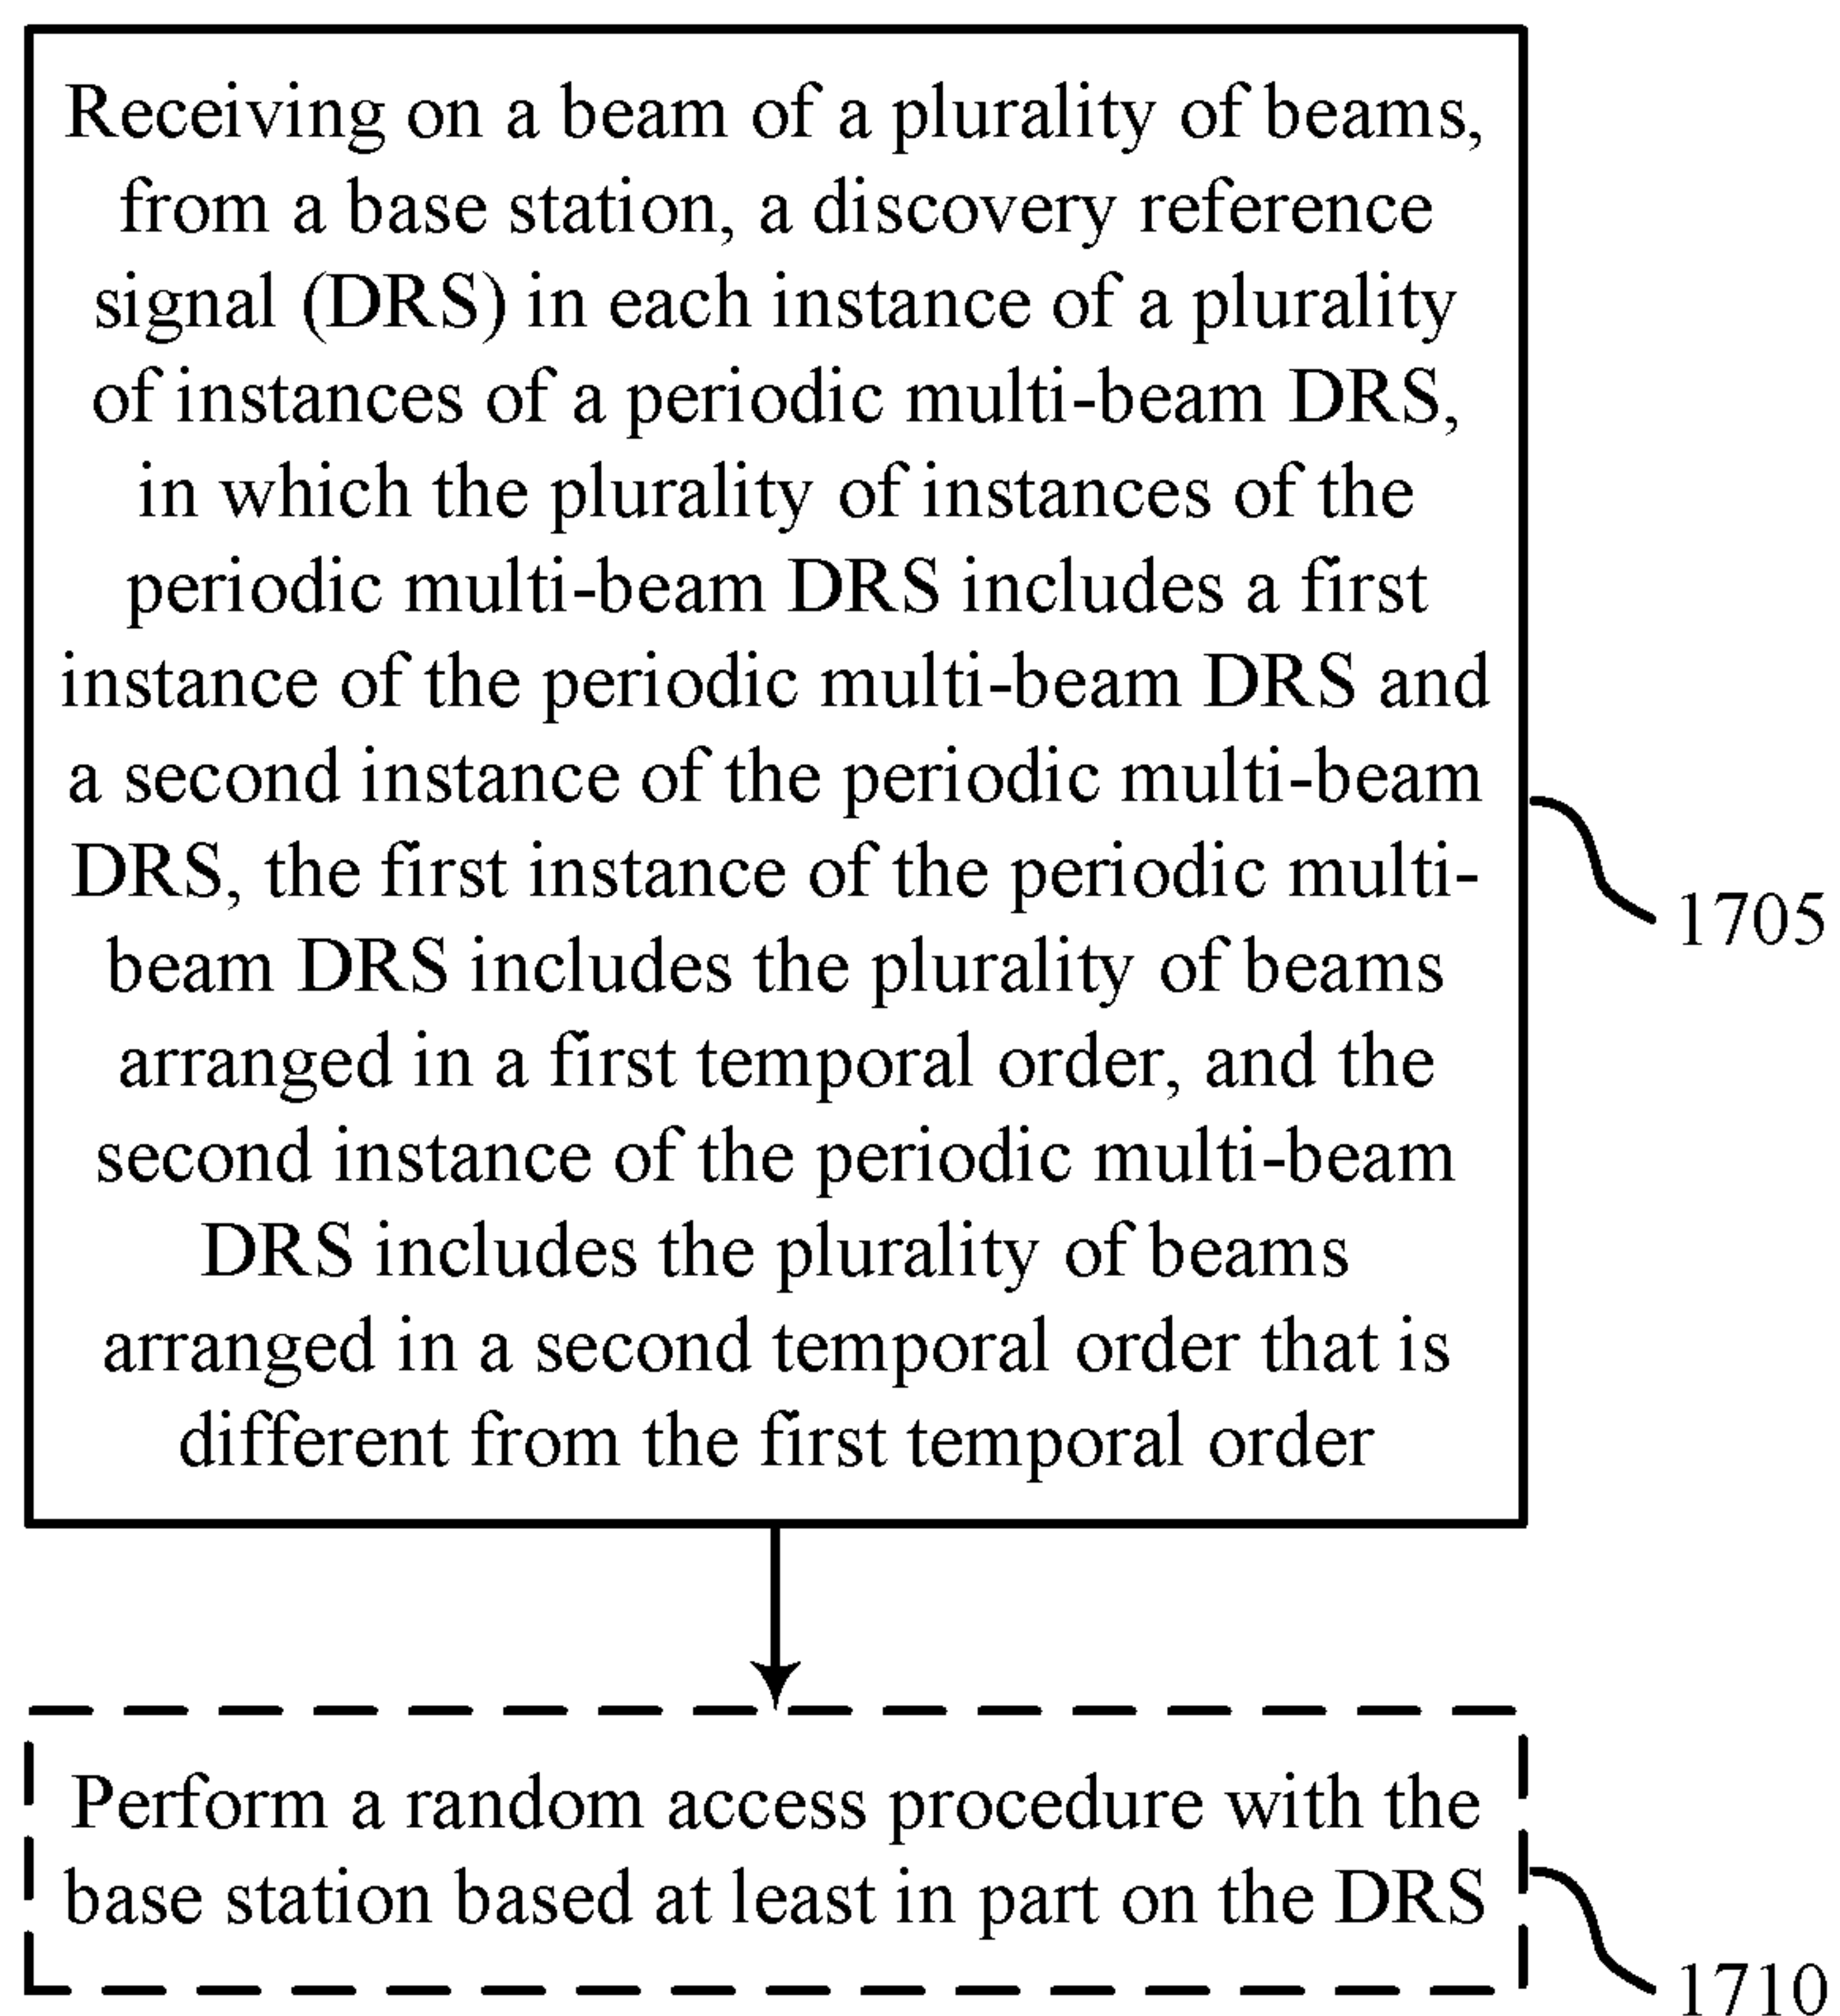 Receiving on a beam of a plurality of beams,
from a base station, a discovery reference
signal (DRS) in each instance of a plurality
of instances of a periodic multi-beam DRS,
in which the plurality of instances of the
periodic multi-beam DRS includes a first
instance of the periodic multi-beam DRS and
a second instance of the periodic multi-beam
DRS, the first instance of the periodic multi-
beam DRS includes the plurality of beams
arranged in a first temporal order, and the
second instance of the periodic multi-beam
DRS includes the plurality of beams
arranged in a second temporal order that is
different from the first temporal order
1705
Perform a random access procedure with the
base station based at least in part on the DRS
1710